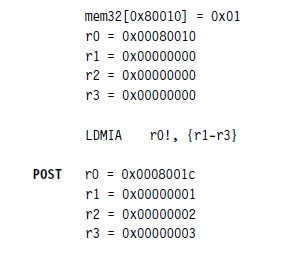 mem32[0x80010] = 0x01
r0 = 0x00080010
r1 = 0x00000000
r2 = 0x00000000
r3 = 0x00000000
LDMIA r0!, {r1-r3}
POST r0 = 0x0008001c
r1 = 0x00000001
r2 = 0x00000002
r3 = 0x00000003